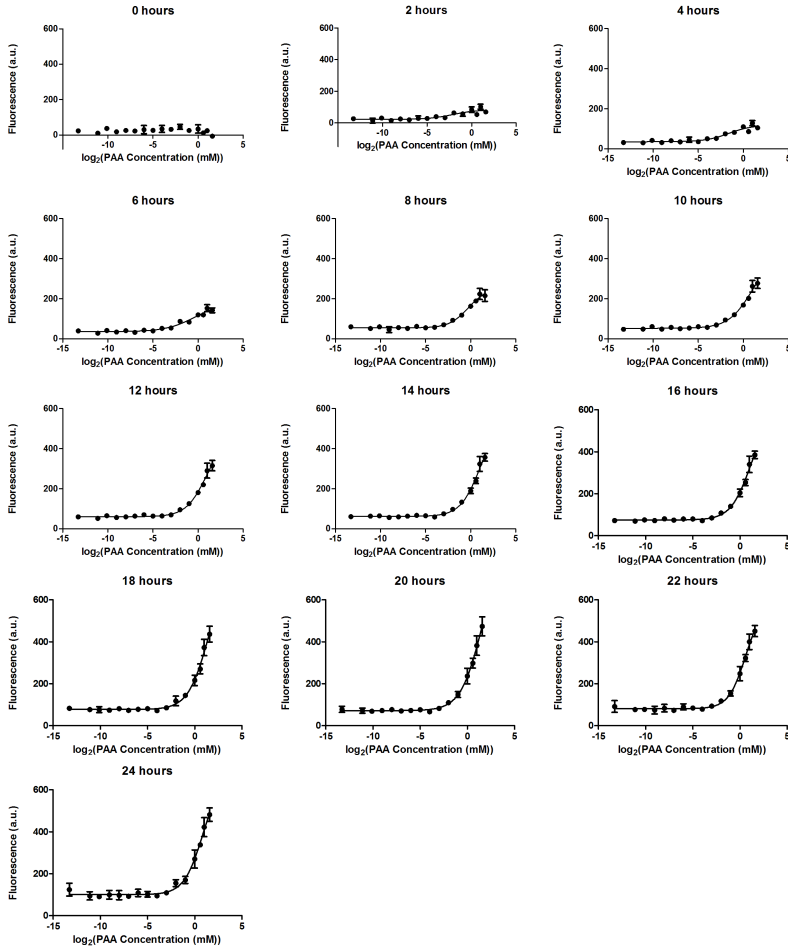 0 hours
2 hours
4 hours
Fluorescence (a.u.)
600
400
200
0
-10
-5
0
5
log2(PAA Concentration (mM))
Fluorescence (a.u.)
600
400
200
0
-10
-5
0
5
log2(PAA Concentration (mM))
Fluorescence (a.u.)
600
400
200
0
-15
-10
-5
0
5
log2(PAA Concentration (mM))
6 hours
8 hours
10 hours
Fluorescence (a.u.)
600
400
200
0
-15
-10
-5
0
5
log2(PAA Concentration (mM))
Fluorescence (a.u.)
600
400
200
0
-15
-10
-5
0
5
log2(PAA Concentration (mM))
Fluorescence (a.u.)
600
400
200
0
-15
-10
-5
0
5
log2(PAA Concentration (mM))
12 hours
14 hours
16 hours
Fluorescence (a.u.)
600
400
200
0
-15
-10
-5
0
5
log2(PAA Concentration (mM))
Fluorescence (a.u.)
600
400
200
0
-15
-10
-5
0
5
log2(PAA Concentration (mM))
Fluorescence (a.u.)
600
400
200
0
-15
-10
-5
0
5
log2(PAA Concentration (mM))
18 hours
20 hours
22 hours
Fluorescence (a.u.)
600
400
200
0
-15
-10
-5
0
5
log2(PAA Concentration (mM))
Fluorescence (a.u.)
600
400
200
0
-15
-10
-5
0
5
log2(PAA Concentration (mM))
Fluorescence (a.u.)
600
400
200
0
-15
-10
-5
0
5
log2(PAA Concentration (mM))
24 hours
Fluorescence (a.u.)
600
400
200
0
-15
-10
-5
0
5
log2(PAA Concentration (mM))